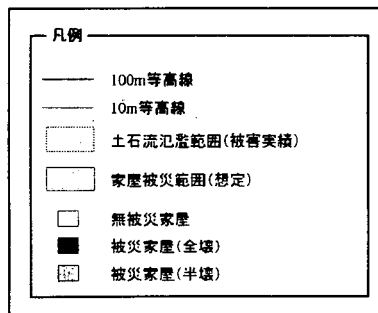 凡例
100m等高線
10m等高線
土石流氾濫範囲(被害実績)
家屋被災範囲(想定)
無被災家屋
被災家屋(全壊)
被災家屋(半壊)